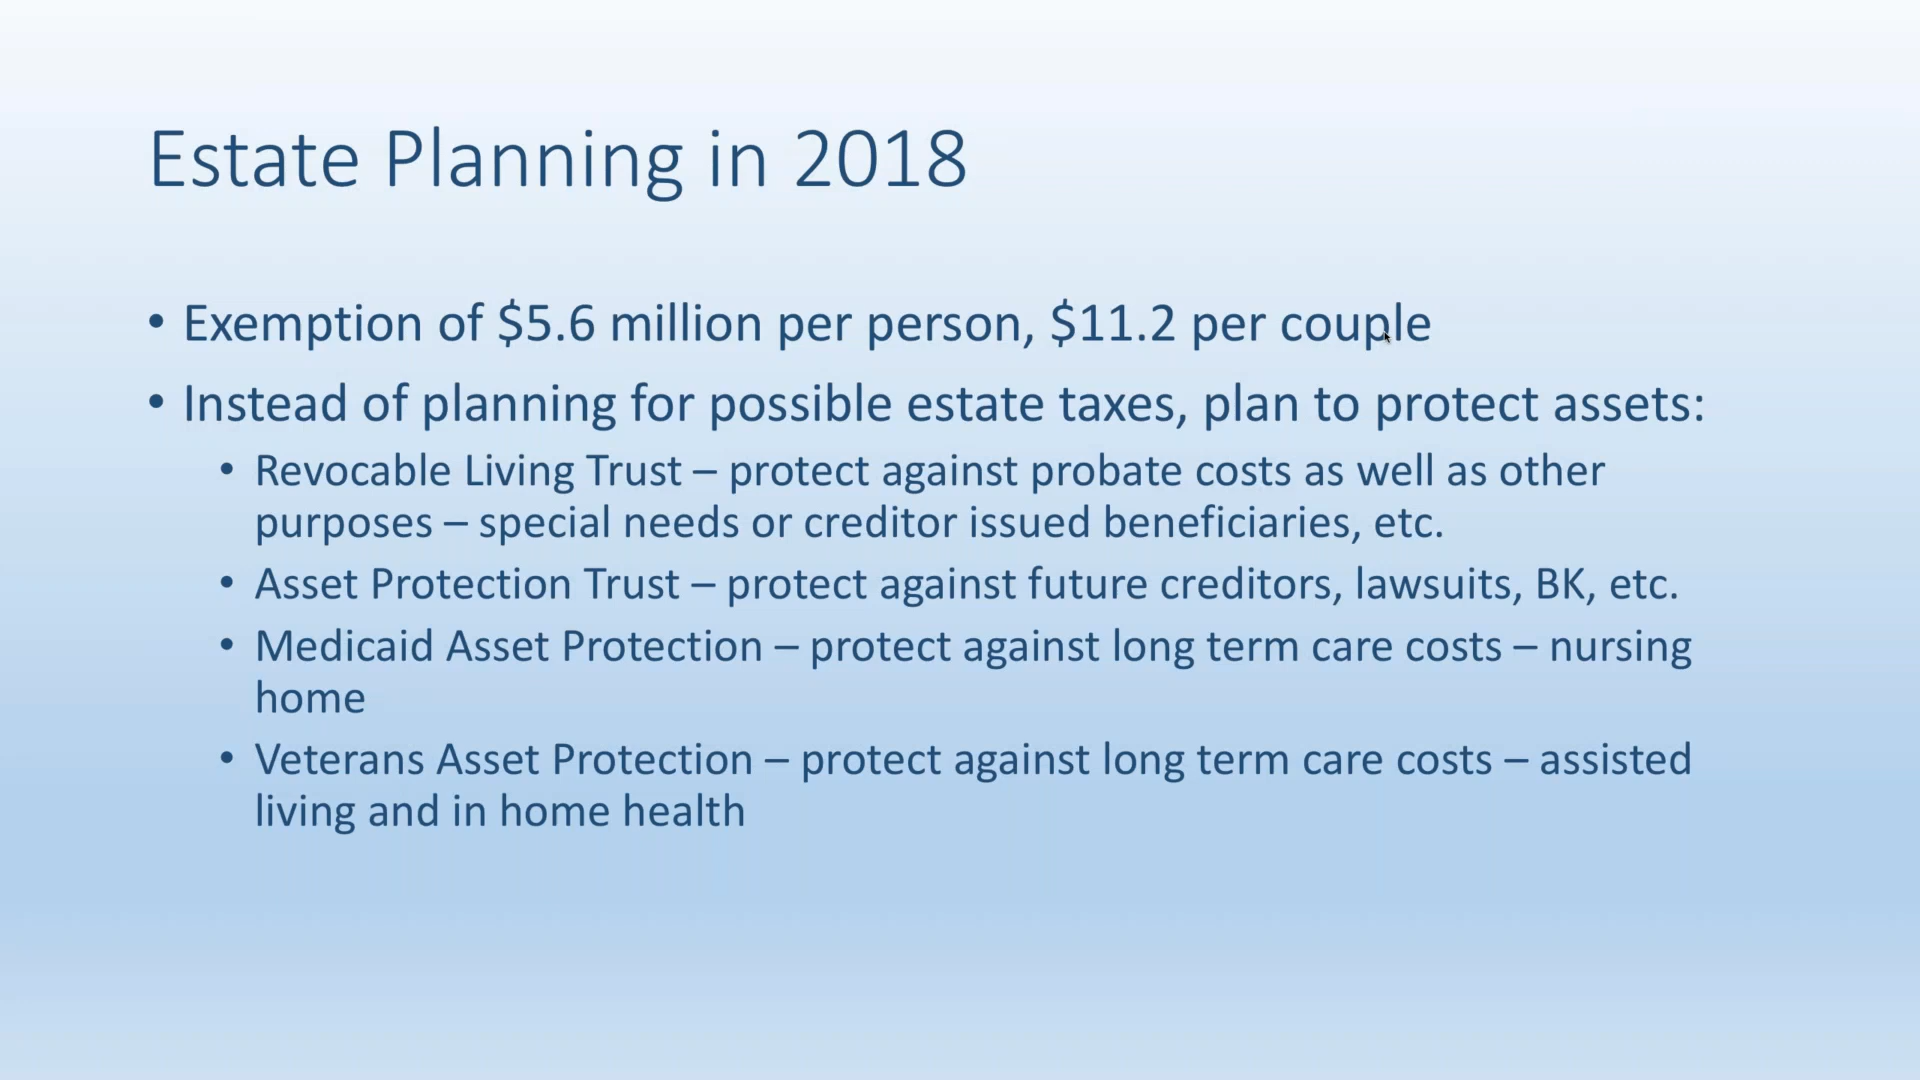 Estate Planning in 2018
• Exemption of $5.6 million per person, $11.2 per couple
• Instead of planning for possible estate taxes, plan to protect assets:
• Revocable Living Trust – protect against probate costs as well as other
purposes – special needs or creditor issued beneficiaries, etc.
• Asset Protection Trust – protect against future creditors, lawsuits, BK, etc.
• Medicaid Asset Protection – protect against long term care costs – nursing
home
• Veterans Asset Protection – protect against long term care costs – assisted
living and in home health